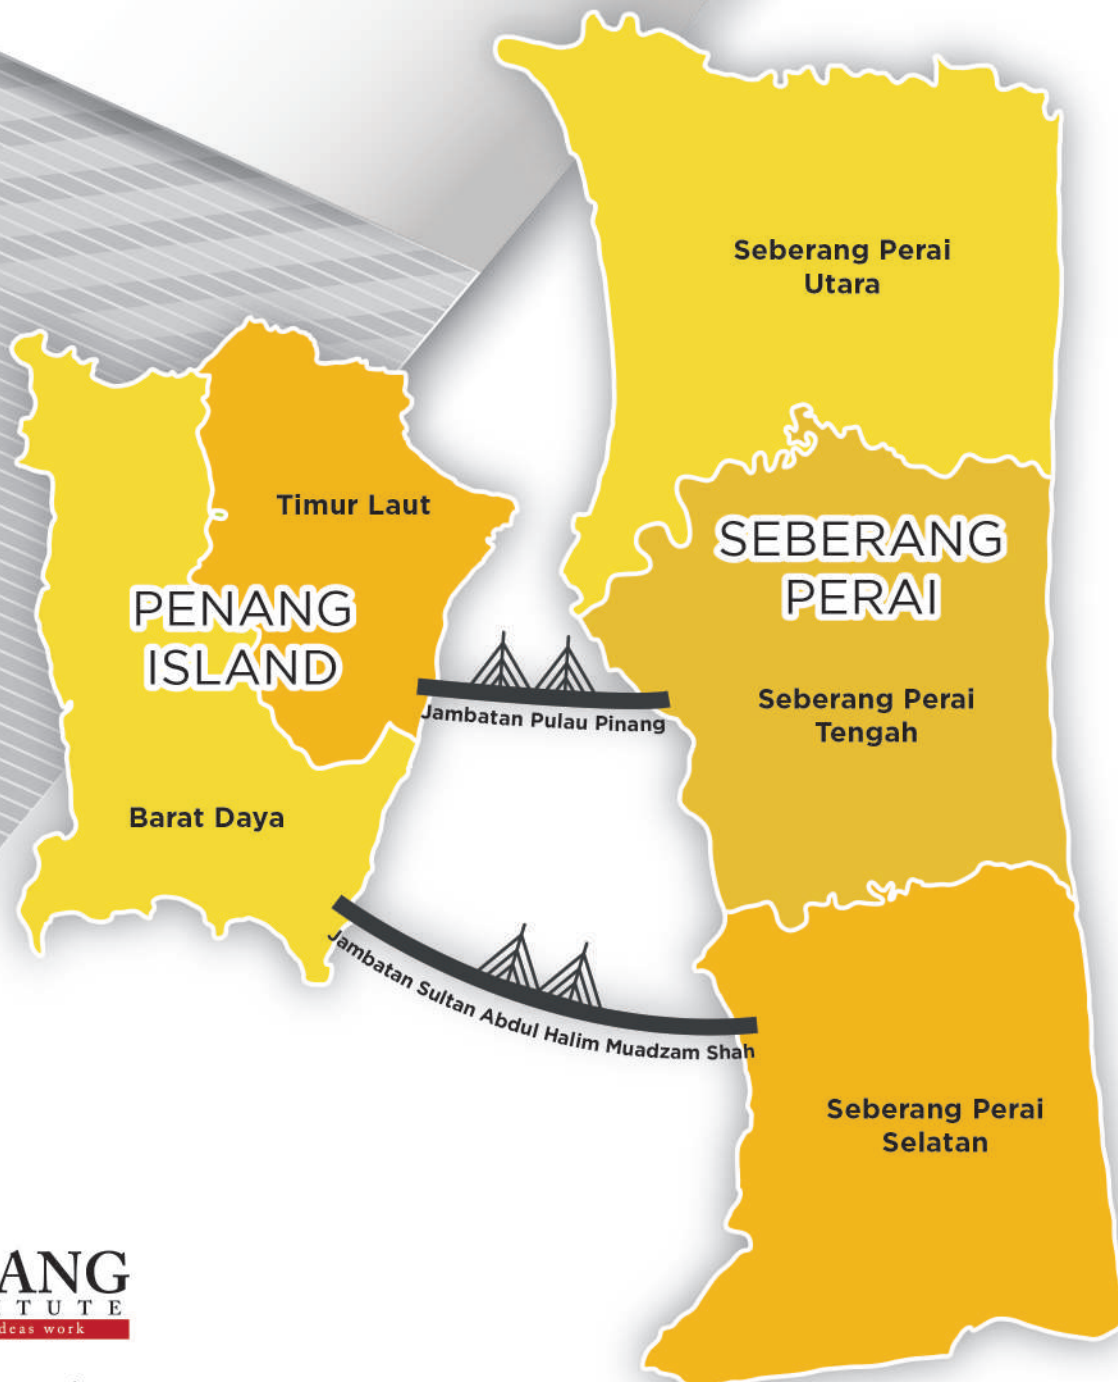 Seberang Perai
Utara
Timur Laut
SEBERANG
PERAI
PENANG
ISLAND
Seberang Perai
Tengah
Jambatan Pulau Pinang
Barat Daya
Jambatan Sultan Abdul Halim Muadzam Shah
Seberang Perai
Selatan
ANG
ITUTE
deas work